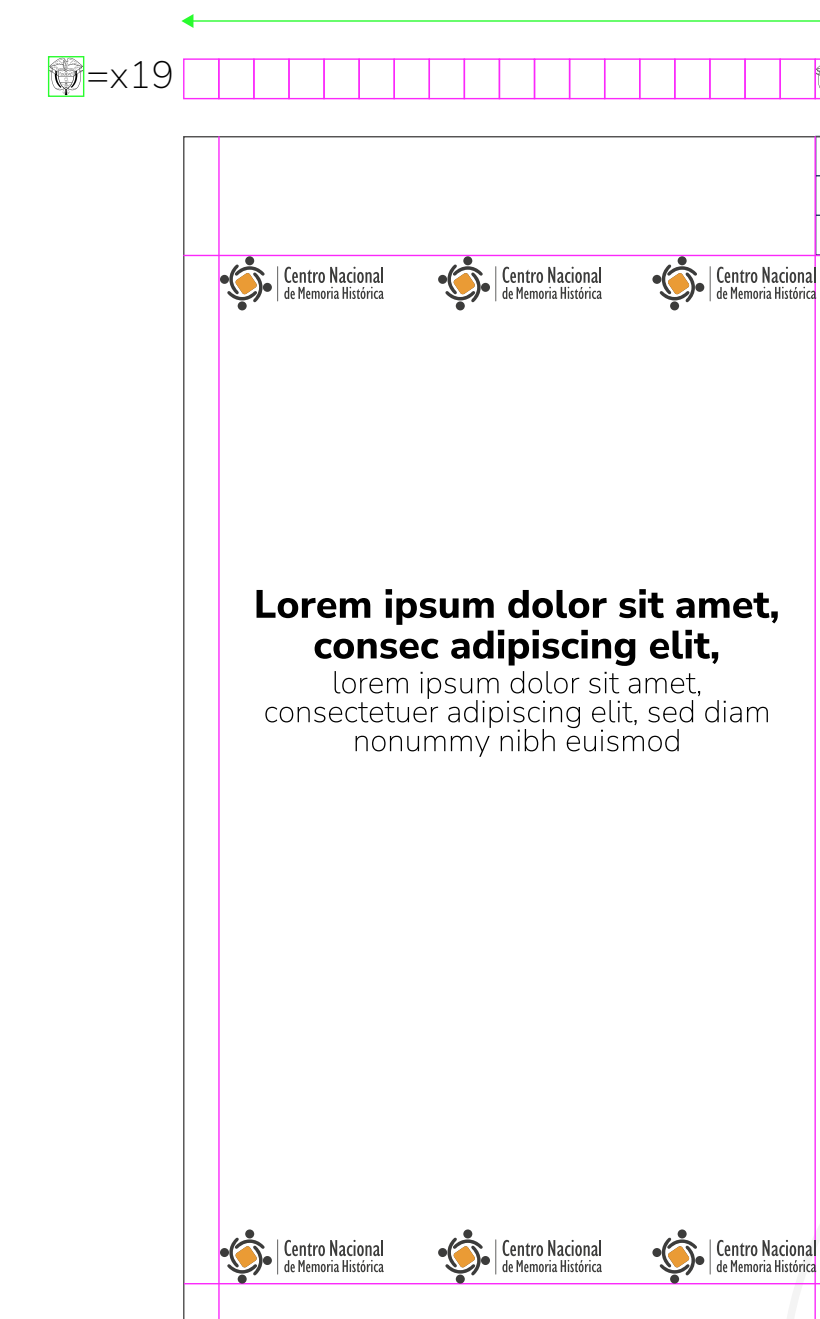 =x19
Centro Nacional
de Memoria Histórica
Centro Nacional
de Memoria Histórica
Centro Nacional
de Memoria Histórica
Lorem ipsum dolor sit amet,
consec adipiscing elit,
lorem ipsum dolor sit amet,
consectetuer adipiscing elit, sed diam
nonummy nibh euismod
Centro Nacional
de Memoria Histórica
Centro Nacional
de Memoria Histórica
Centro Nacional
de Memoria Histórica